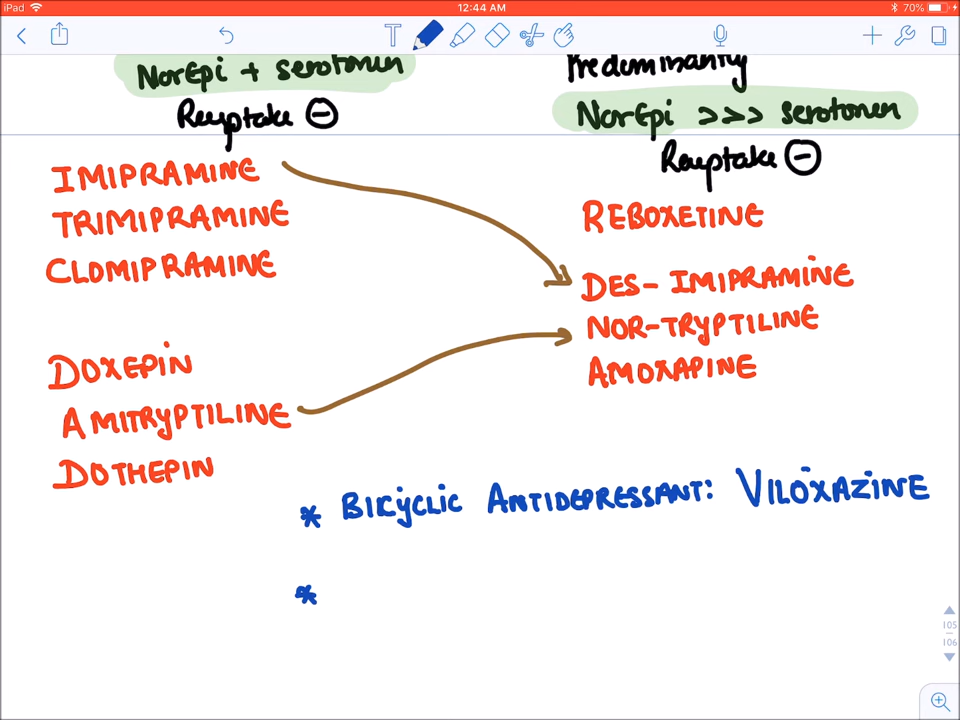 iPad 12:44 AM 70%
T
NorEpi + serotonin
Reuptake ⊖
Predominantly
NorEpi >>> serotonin
Reuptake ⊖
IMIPRAMINE
TRIMIPRAMINE
CLOMIPRAMINE
DOXEPIN
AMITRYPTILINE
DOTHEPIN
REBOXETINE
DES- IMIPRAMINE
NOR-TRYPTILINE
AMOXAPINE
* BICYCLIC ANTIDEPRESSANT: VILOXAZINE
*
105
106